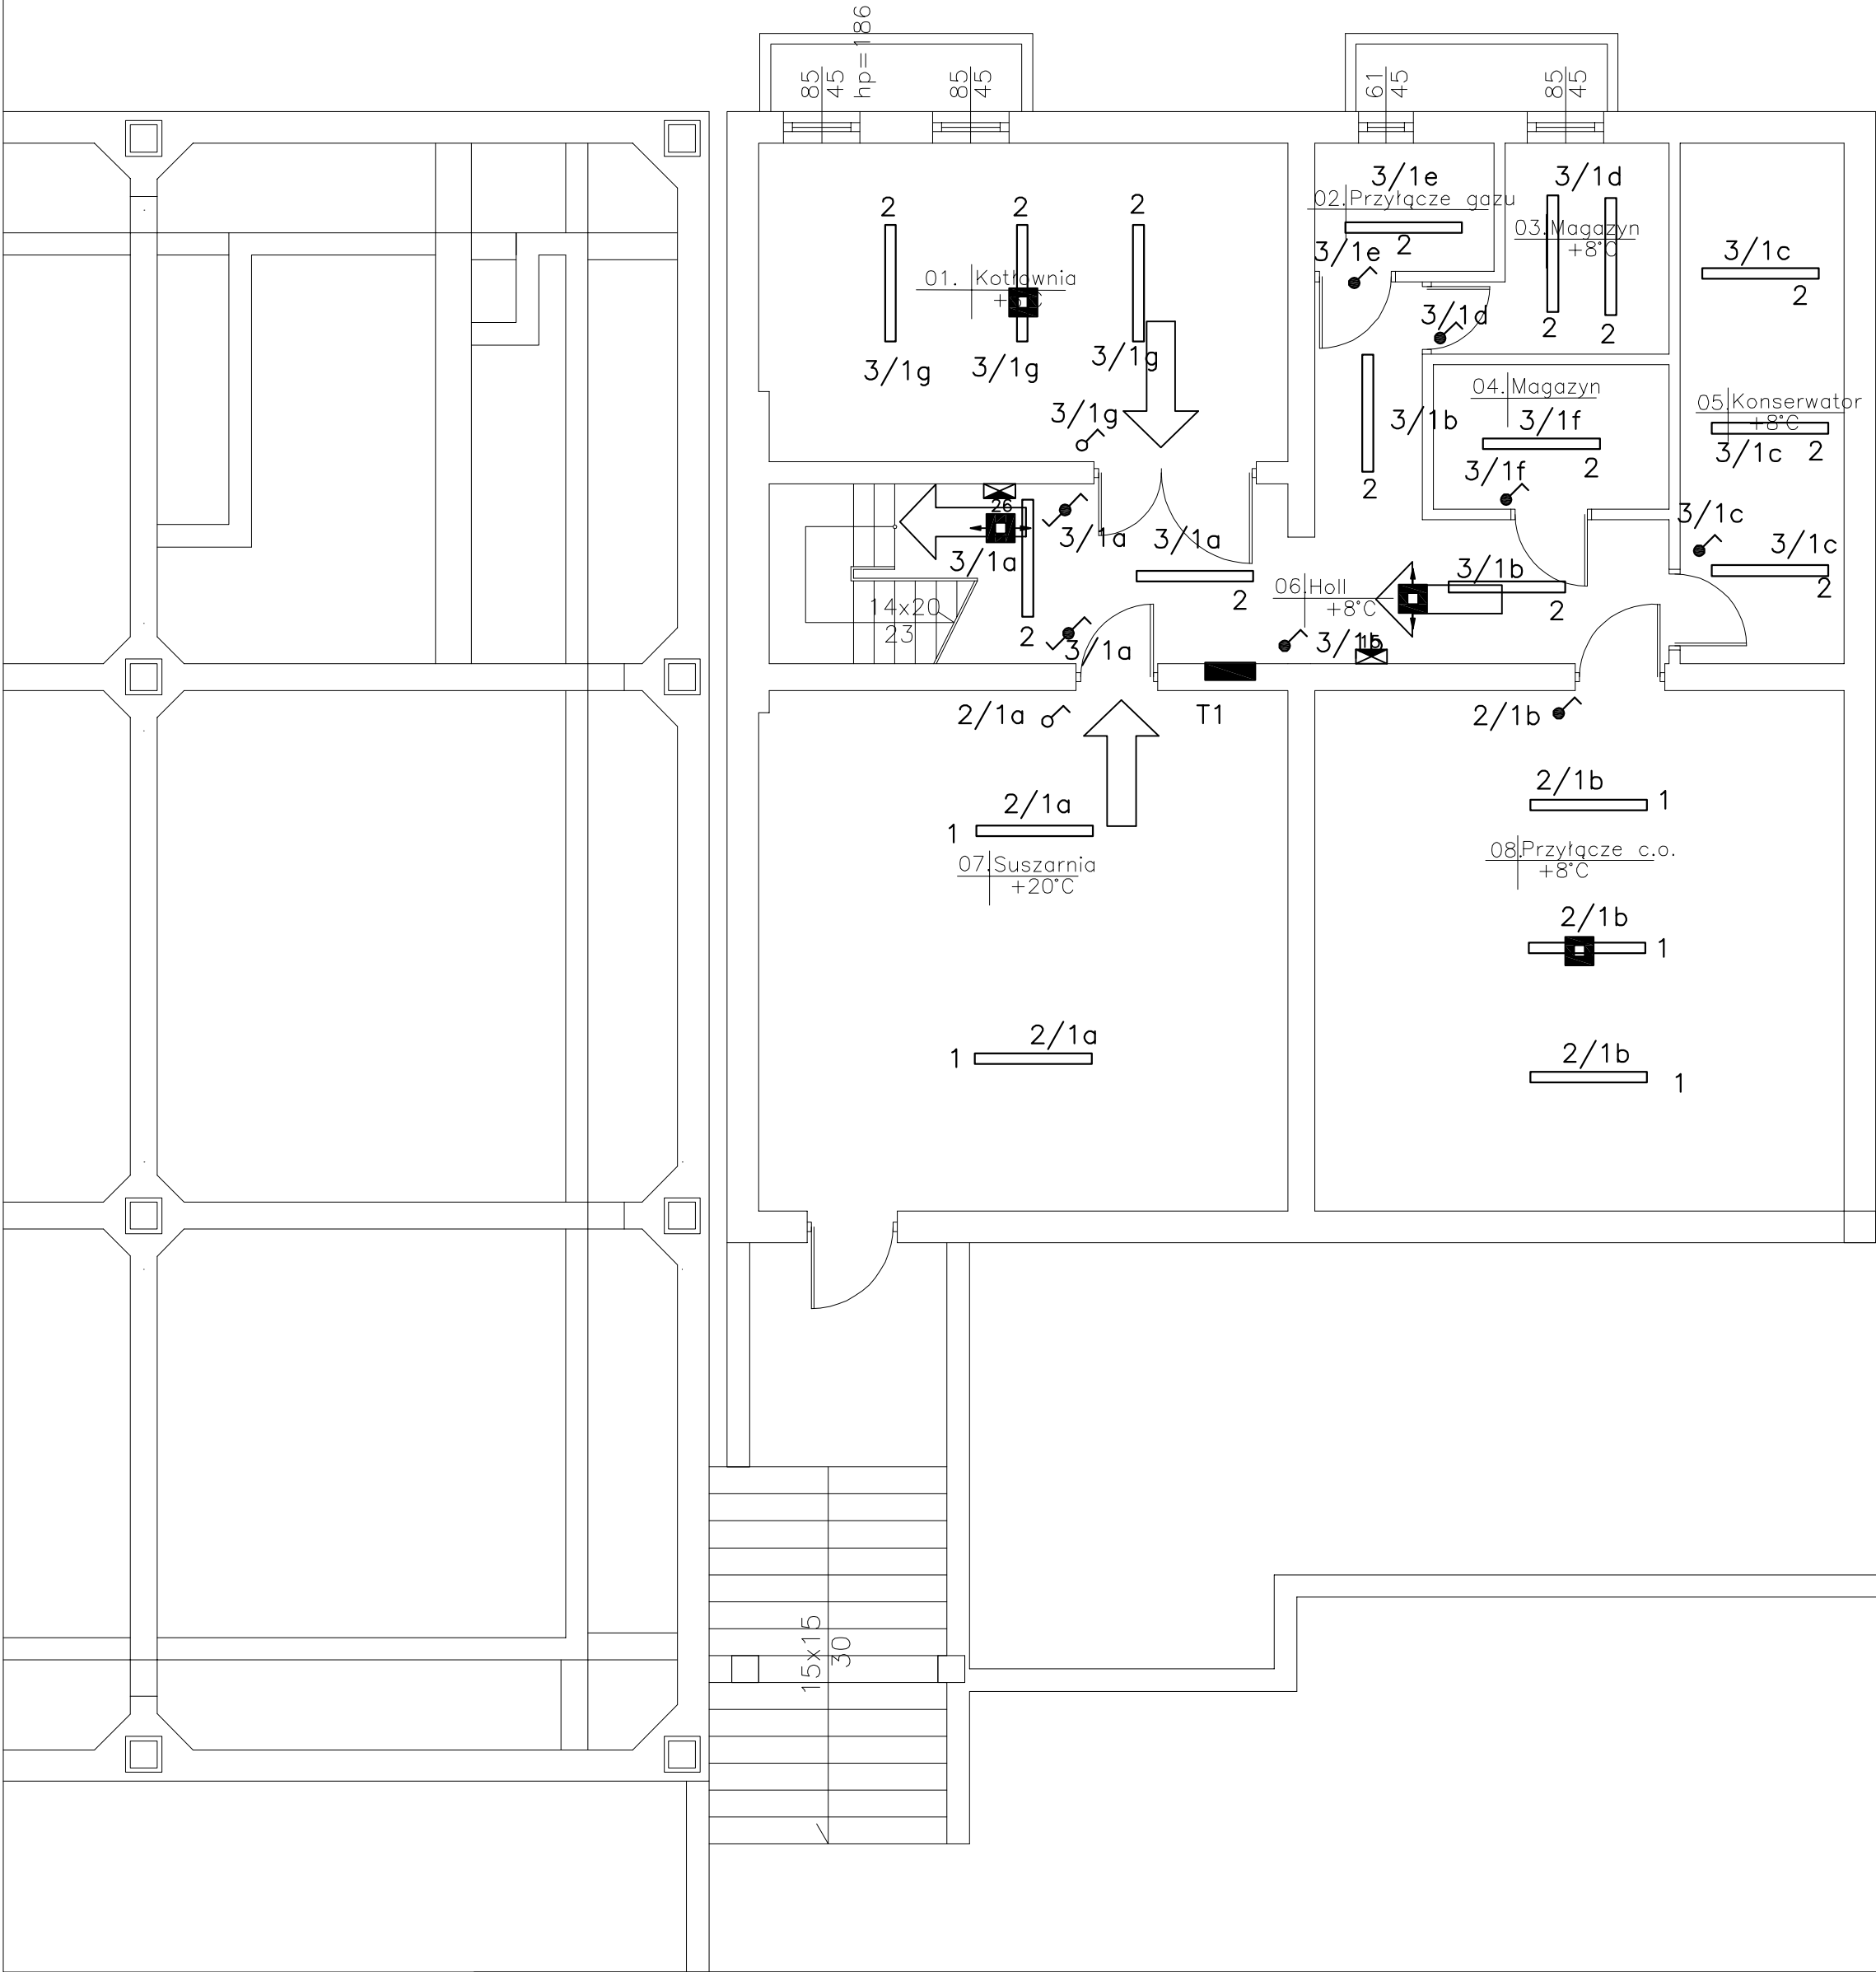 85
45
hp=186
85
45
61
45
85
45
3/1e
3/1d
02.Przyłącze gazu
2
2
2
03.Magazyn
+8°C
3/1e
2
3/1c
01. Kotłownia
2
3/1d
2
2
3/1g
3/1g
3/1g
04.Magazyn
05.Konserwator
+8°C
3/1g
3/1b
3/1f
3/1c
2
3/1f
2
2
26
3/1c
3/1a
3/1a
3/1a
3/1c
3/1b
2
06.Holl
+8°C
2
2
14x20
23
2
3/1a
3/1b
15
2/1a
T1
2/1b
2/1b
1
2/1a
1
07.Suszarnia
+20°C
08.Przyłącze c.o.
+8°C
2/1b
1
2/1a
1
2/1b
1
15x15
30